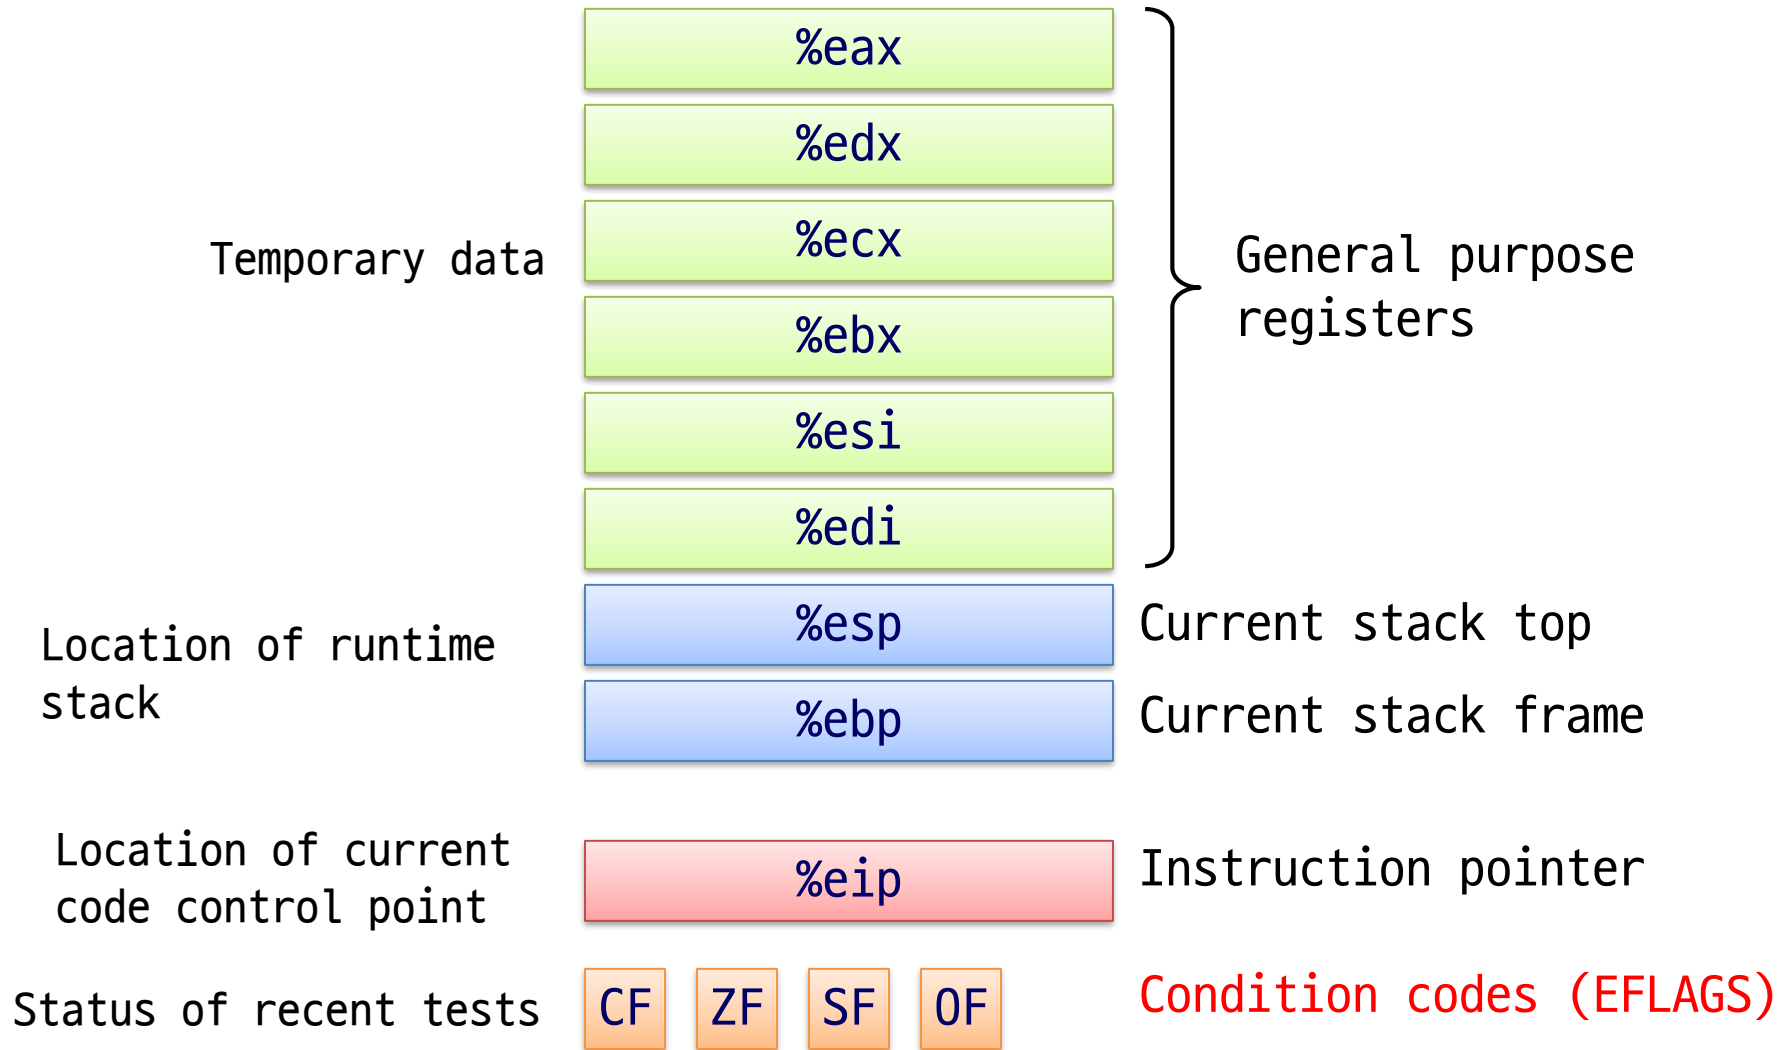 %eax
%edx
Temporary data
%ecx
General purpose
registers
%ebx
%esi
%edi
Location of runtime
stack
%esp
Current stack top
%ebp
Current stack frame
Location of current
code control point
%eip
Instruction pointer
Status of recent tests
CF ZF SF OF
Condition codes (EFLAGS)